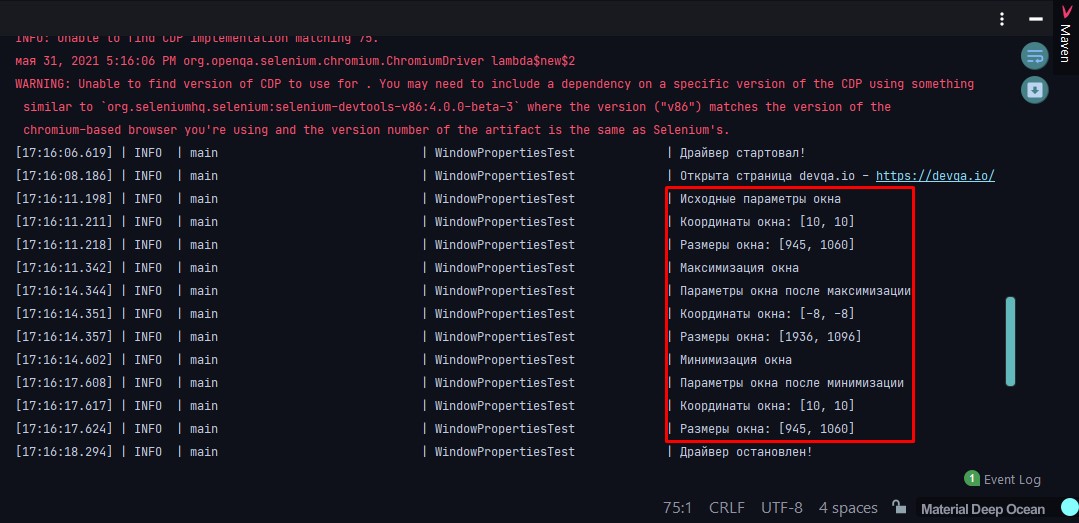 INFO: Unable to find CDP implementation matching 75.
мая 31, 2021 5:16:06 PM org.openqa.selenium.chromium.ChromiumDriver lambda$new$2
WARNING: Unable to find version of CDP to use for . You may need to include a dependency on a specific version of the CDP using something
similar to `org.seleniumhq.selenium:selenium-devtools-v86:4.0.0-beta-3` where the version ("v86") matches the version of the
chromium-based browser you're using and the version number of the artifact is the same as Selenium's.
[17:16:06.619] | INFO | main | WindowPropertiesTest | Драйвер стартовал!
[17:16:08.186] | INFO | main | WindowPropertiesTest | Открыта страница devqa.io - https://devqa.io/
[17:16:11.198] | INFO | main | WindowPropertiesTest | Исходные параметры окна
[17:16:11.211] | INFO | main | WindowPropertiesTest | Координаты окна: [10, 10]
[17:16:11.218] | INFO | main | WindowPropertiesTest | Размеры окна: [945, 1060]
[17:16:11.342] | INFO | main | WindowPropertiesTest | Максимизация окна
[17:16:14.344] | INFO | main | WindowPropertiesTest | Параметры окна после максимизации
[17:16:14.351] | INFO | main | WindowPropertiesTest | Координаты окна: [-8, -8]
[17:16:14.357] | INFO | main | WindowPropertiesTest | Размеры окна: [1936, 1096]
[17:16:14.602] | INFO | main | WindowPropertiesTest | Минимизация окна
[17:16:17.608] | INFO | main | WindowPropertiesTest | Параметры окна после минимизации
[17:16:17.617] | INFO | main | WindowPropertiesTest | Координаты окна: [10, 10]
[17:16:17.624] | INFO | main | WindowPropertiesTest | Размеры окна: [945, 1060]
[17:16:18.294] | INFO | main | WindowPropertiesTest | Драйвер остановлен!
Maven
1 Event Log
75:1 CRLF UTF-8 4 spaces Material Deep Ocean